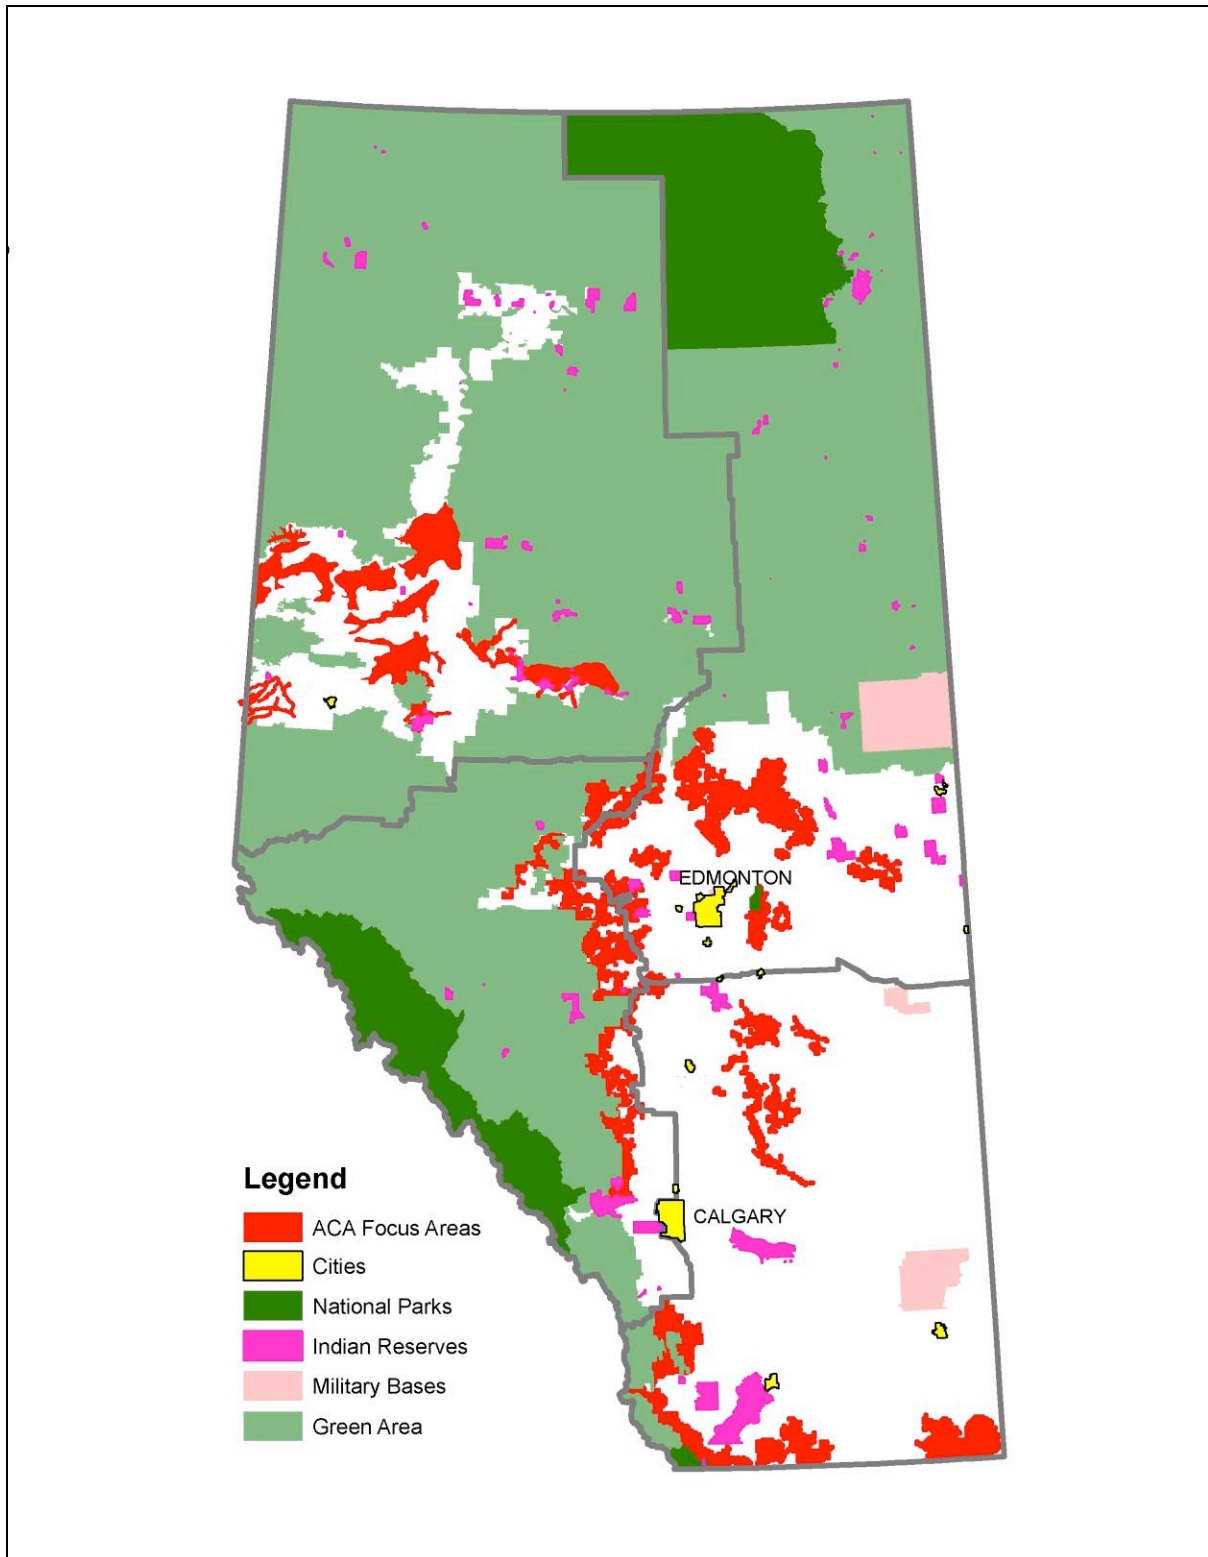 EDMONTON
CALGARY
Legend
ACA Focus Areas
Cities
National Parks
Indian Reserves
Military Bases
Green Area